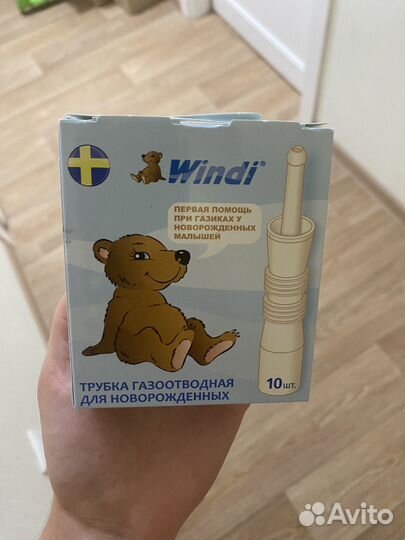 Windi®
ПЕРВАЯ ПОМОЩЬ
ПРИ ГАЗИКАХ У
НОВОРОЖДЕННЫХ
МАЛЫШЕЙ
ТРУБКА ГАЗООТВОДНАЯ
ДЛЯ НОВОРОЖДЕННЫХ
10 шт.
Avito